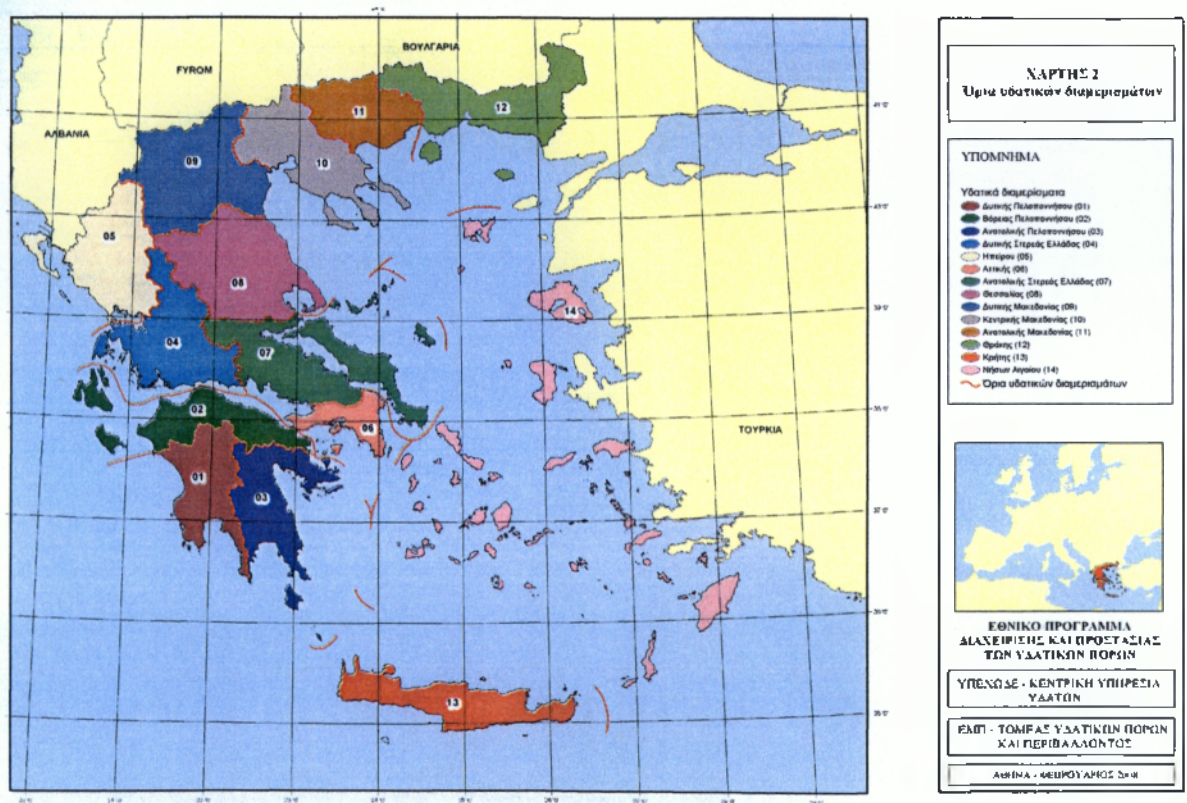 ΒΟΥΛΓΑΡΙΑ
FYROM
ΑΛΒΑΝΙΑ
ΤΟΥΡΚΙΑ
11
12
09
10
05
08
14
04
07
02
06
01
03
13
ΧΑΡΤΗΣ 2
Όρια υδατικών διαμερισμάτων
ΥΠΟΜΝΗΜΑ
Υδατικά διαμερίσματα
Δυτικής Πελοποννήσου (01)
Βόρειας Πελοποννήσου (02)
Ανατολικής Πελοποννήσου (03)
Δυτικής Στερεάς Ελλάδας (04)
Ηπείρου (05)
Αττικής (06)
Ανατολικής Στερεάς Ελλάδας (07)
Θεσσαλίας (08)
Δυτικής Μακεδονίας (09)
Κεντρικής Μακεδονίας (10)
Ανατολικής Μακεδονίας (11)
Θράκης (12)
Κρήτης (13)
Νήσων Αιγαίου (14)
Όρια υδατικών διαμερισμάτων
ΕΘΝΙΚΟ ΠΡΟΓΡΑΜΜΑ
ΔΙΑΧΕΙΡΙΣΗΣ ΚΑΙ ΠΡΟΣΤΑΣΙΑΣ
ΤΩΝ ΥΔΑΤΙΚΩΝ ΠΟΡΩΝ
ΥΠΕΧΩΔΕ - ΚΕΝΤΡΙΚΗ ΥΠΗΡΕΣΙΑ
ΥΔΑΤΩΝ
ΕΜΠ - ΤΟΜΕΑΣ ΥΔΑΤΙΚΩΝ ΠΟΡΩΝ
ΚΑΙ ΠΕΡΙΒΑΛΛΟΝΤΟΣ
ΑΘΗΝΑ - ΦΕΒΡΟΥΑΡΙΟΣ